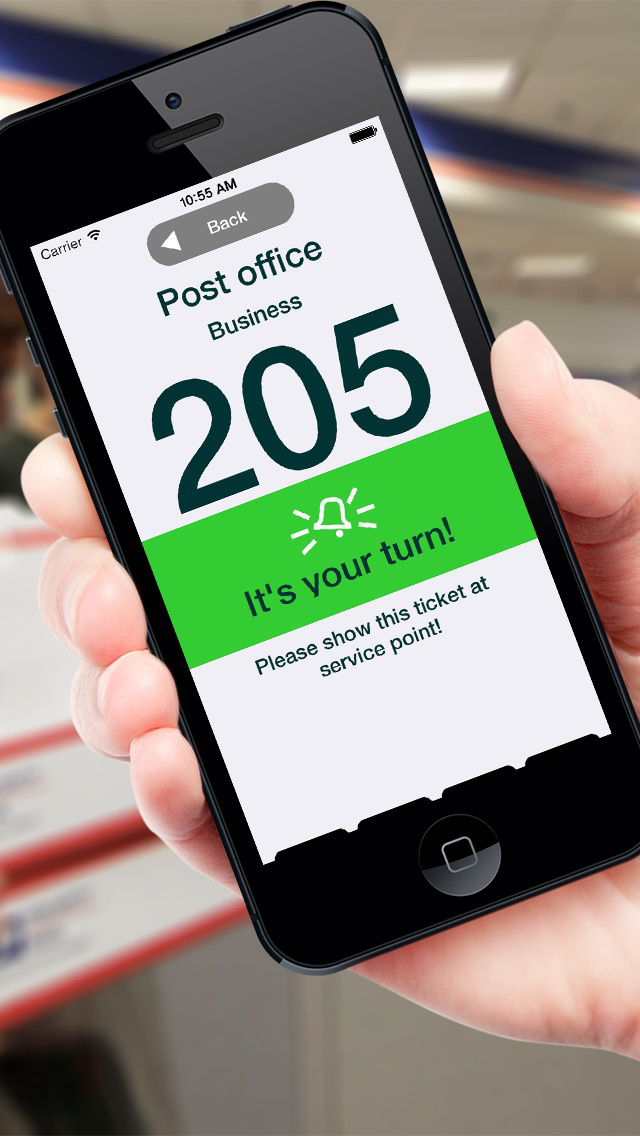 10:55 AM
Carrier
Back
Post office
Business
205
It's your turn!
Please show this ticket at
service point!